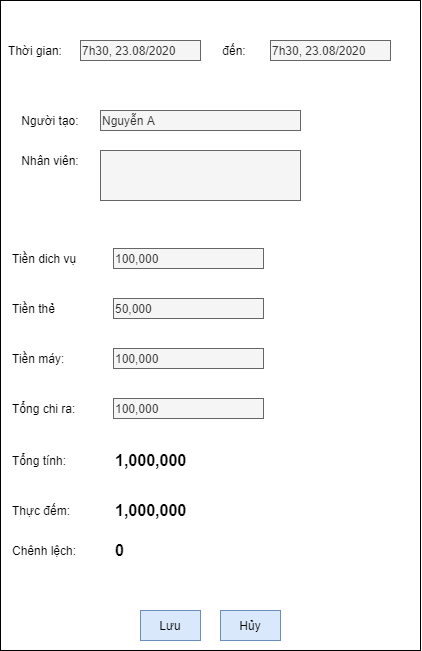 Thời gian: 7h30, 23.08/2020 đến: 7h30, 23.08/2020
Người tạo: Nguyễn A
Nhân viên:
Tiền dich vụ 100,000
Tiền thẻ 50,000
Tiền máy: 100,000
Tổng chi ra: 100,000
Tổng tính: 1,000,000
Thực đếm: 1,000,000
Chênh lệch: 0
Lưu Hủy